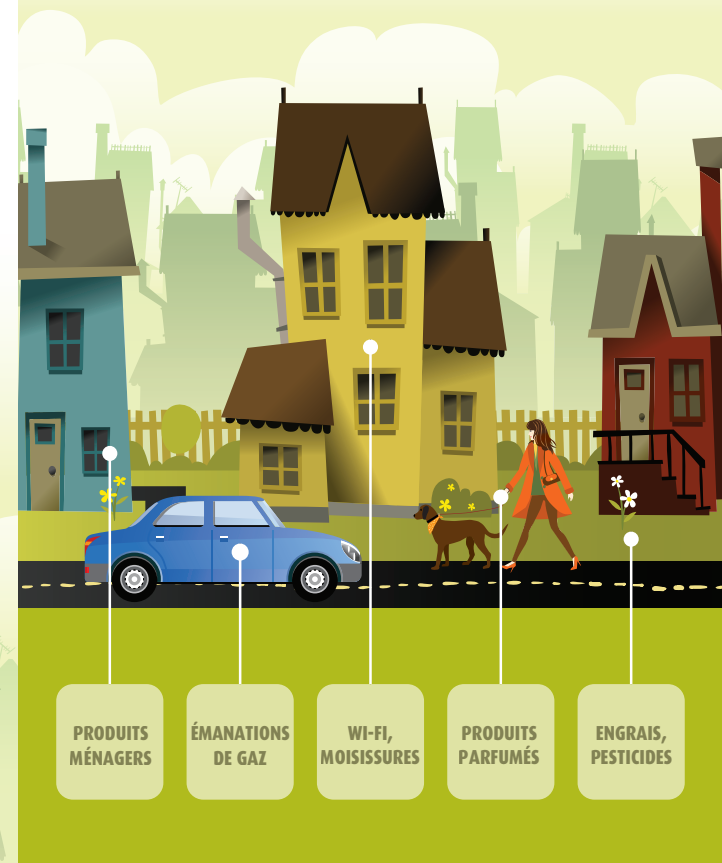 PRODUITS
MÉNAGERS
ÉMANATIONS
DE GAZ
WI-FI,
MOISISSURES
PRODUITS
PARFUMÉS
ENGRAIS,
PESTICIDES